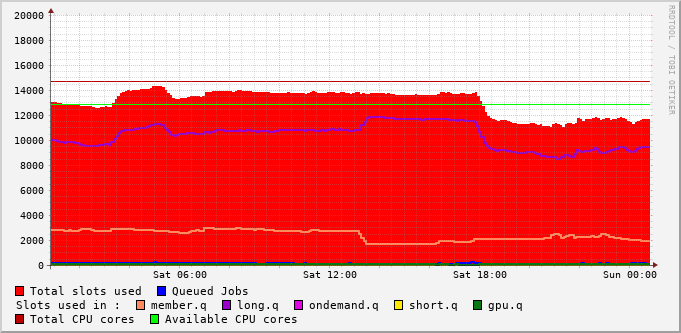 20000
18000
16000
14000
12000
10000
8000
6000
4000
2000
0
Sat 06:00 Sat 12:00 Sat 18:00 Sun 00:00
RRDTOOL / TOBI OETIKER
Total slots used Queued Jobs
Slots used in : member.q long.q ondemand.q short.q gpu.q
Total CPU cores Available CPU cores